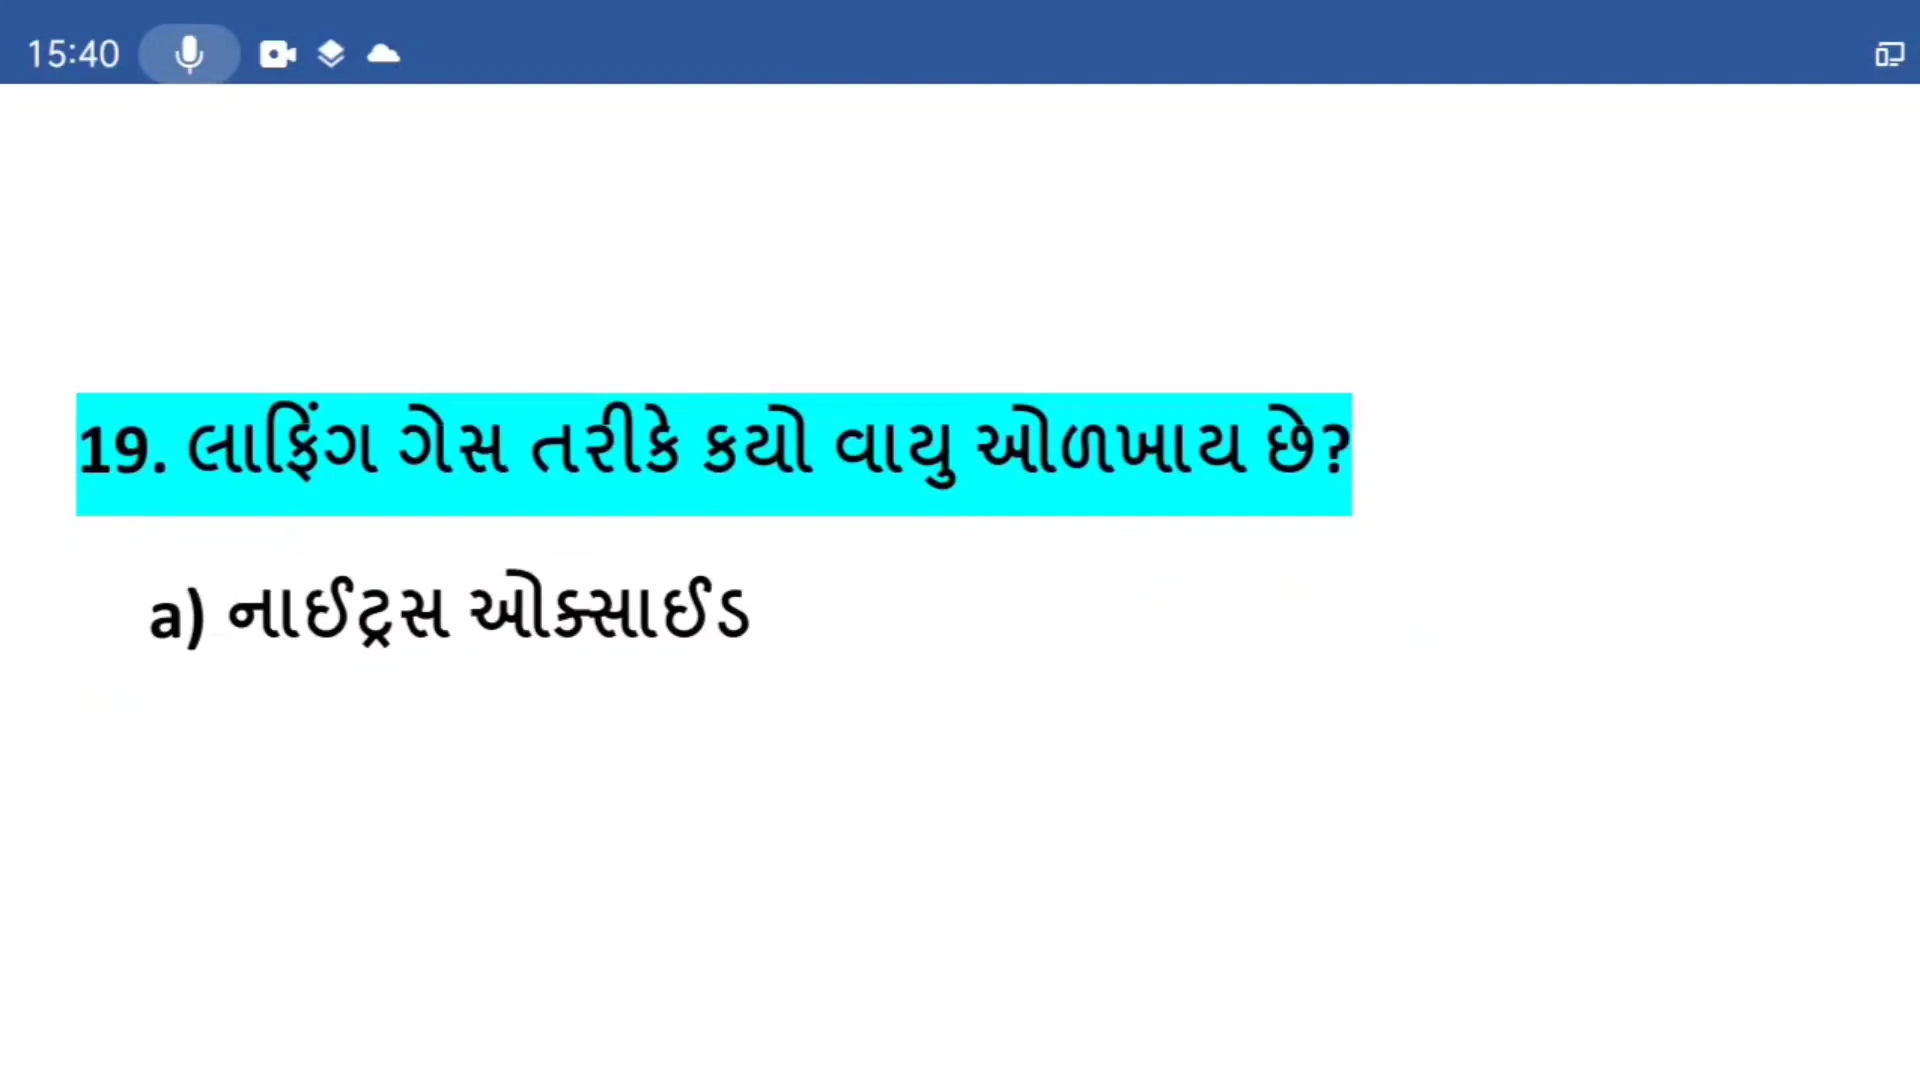 15:40
19. લાફિંગ ગેસ તરીકે કયો વાયુ ઓળખાય છે?
a) નાઈટ્રસ ઓક્સાઈડ